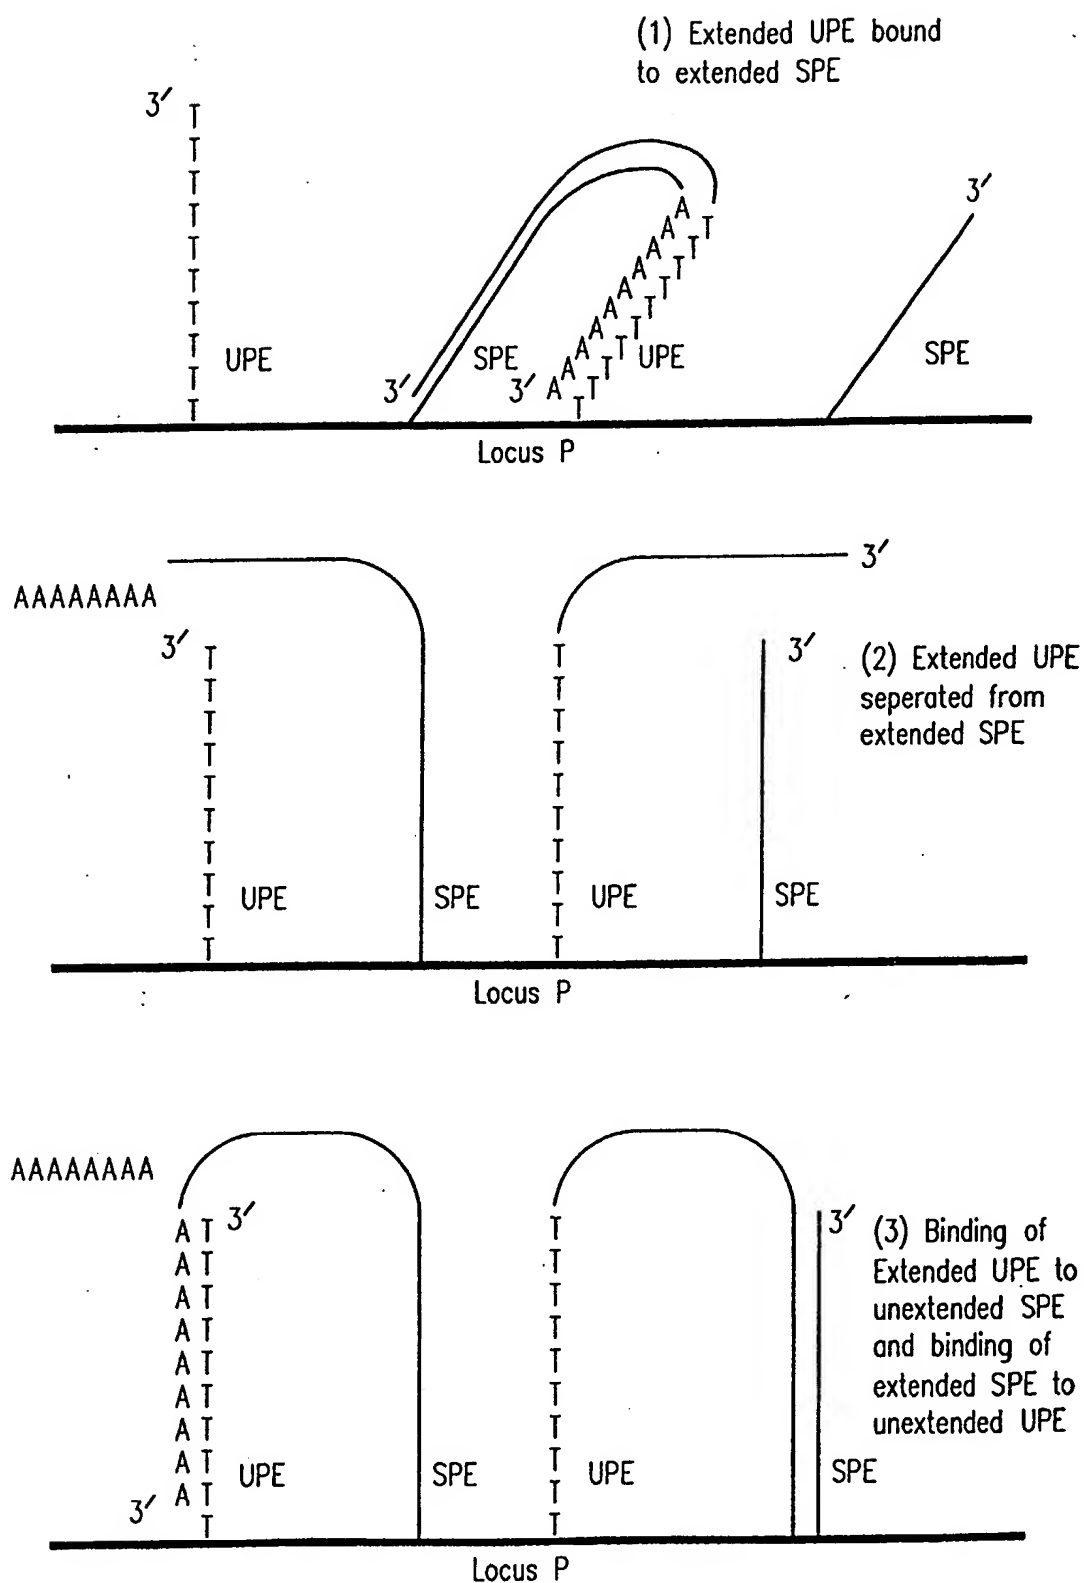 (1) Extended UPE bound
to extended SPE
3′
T
T
T
T
T
T
T
T
T
T
UPE
3′
SPE
3′
A A A A A A A A A
T T T T T T T T T T
UPE
3′
SPE
Locus P
AAAAAAAA
3′
T
T
T
T
T
T
T
T
T
T
UPE
SPE
3′
T
T
T
T
T
T
T
T
T
T
UPE
3′
SPE
(2) Extended UPE
seperated from
extended SPE
Locus P
AAAAAAAA
3′
A T
A T
A T
A T
A T
A T
A T
A T
A T
T
3′
UPE
SPE
T
T
T
T
T
T
T
T
T
T
UPE
3′
SPE
(3) Binding of
Extended UPE to
unextended SPE
and binding of
extended SPE to
unextended UPE
Locus P